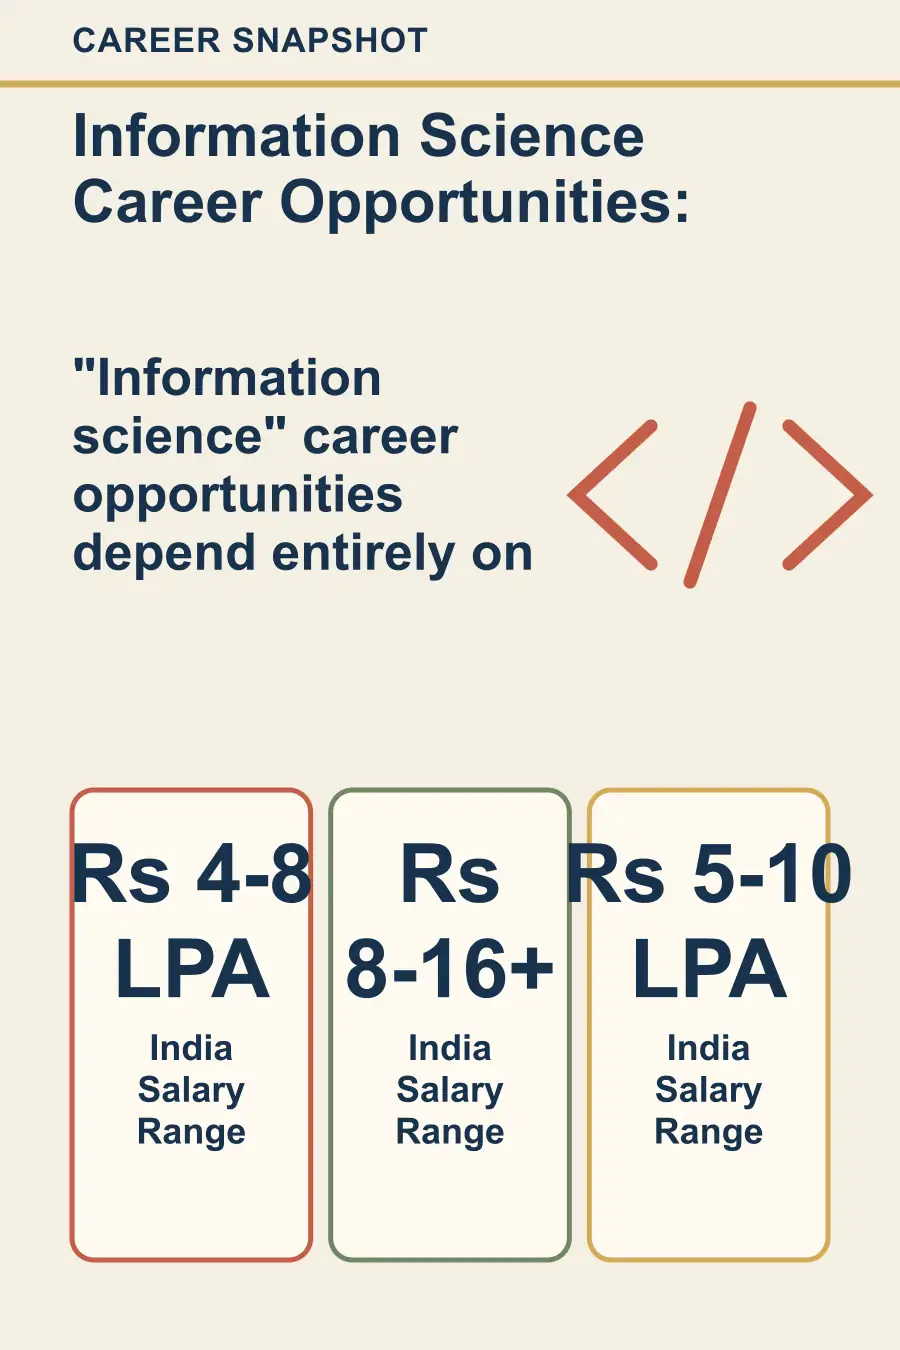 CAREER SNAPSHOT
Information Science
Career Opportunities:
"Information
science" career
opportunities
depend entirely on
Rs 4-8
LPA
India
Salary
Range
Rs
8-16+
India
Salary
Range
Rs 5-10
LPA
India
Salary
Range